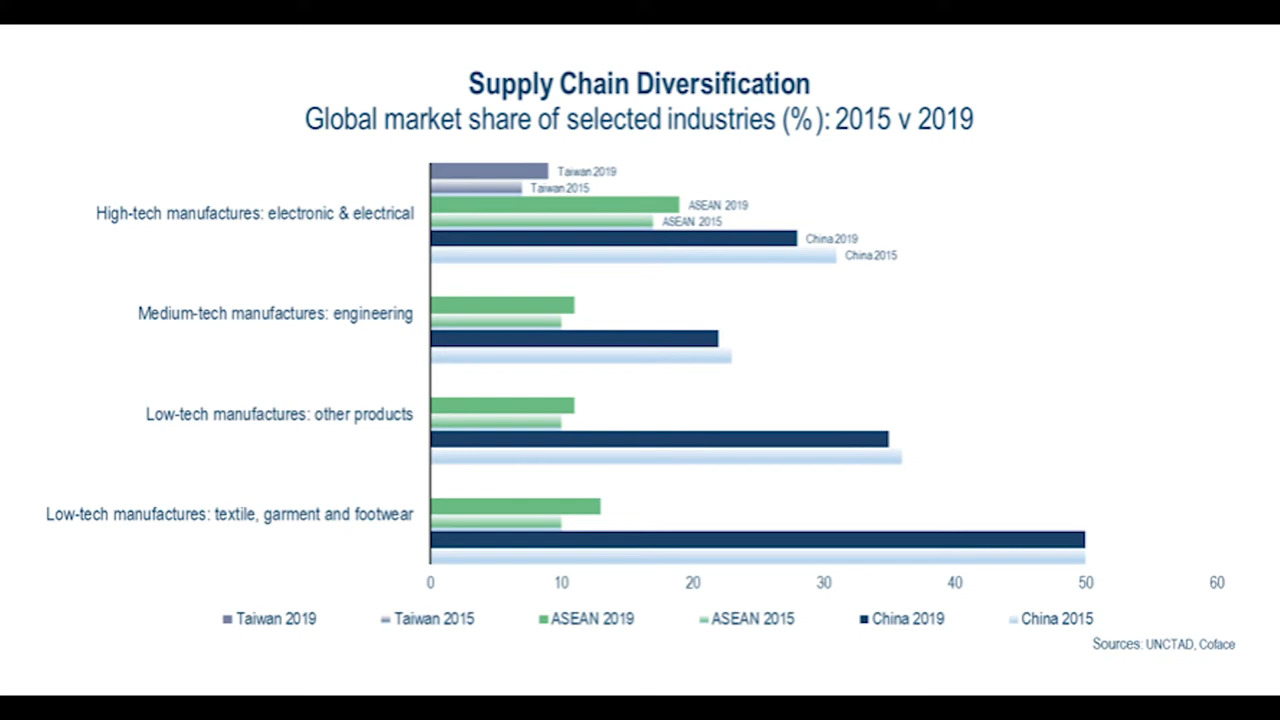 Supply Chain Diversification
Global market share of selected industries (%): 2015 v 2019
Taiwan 2019
Taiwan 2015
ASEAN 2019
High-tech manufactures: electronic & electrical
ASEAN 2015
China 2019
China 2015
Medium-tech manufactures: engineering
Low-tech manufactures: other products
Low-tech manufactures: textile, garment and footwear
0 10 20 30 40 50 60
Taiwan 2019 Taiwan 2015 ASEAN 2019 ASEAN 2015 China 2019 China 2015
Sources: UNCTAD, Coface